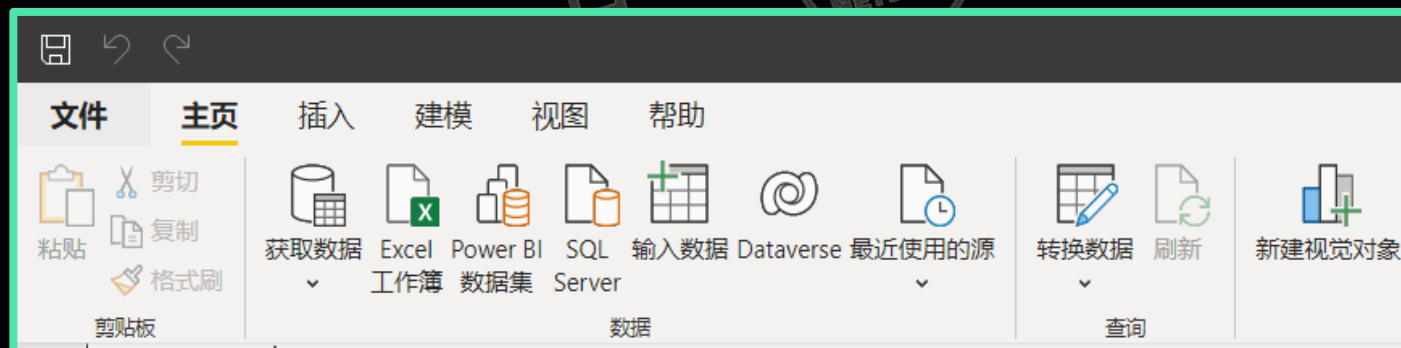 文件 主页 插入 建模 视图 帮助
粘贴
剪切
复制
格式刷
剪贴板
获取数据
Excel
工作簿
Power BI
数据集
SQL
Server
输入数据
Dataverse
最近使用的源
数据
转换数据
刷新
查询
新建视觉对象